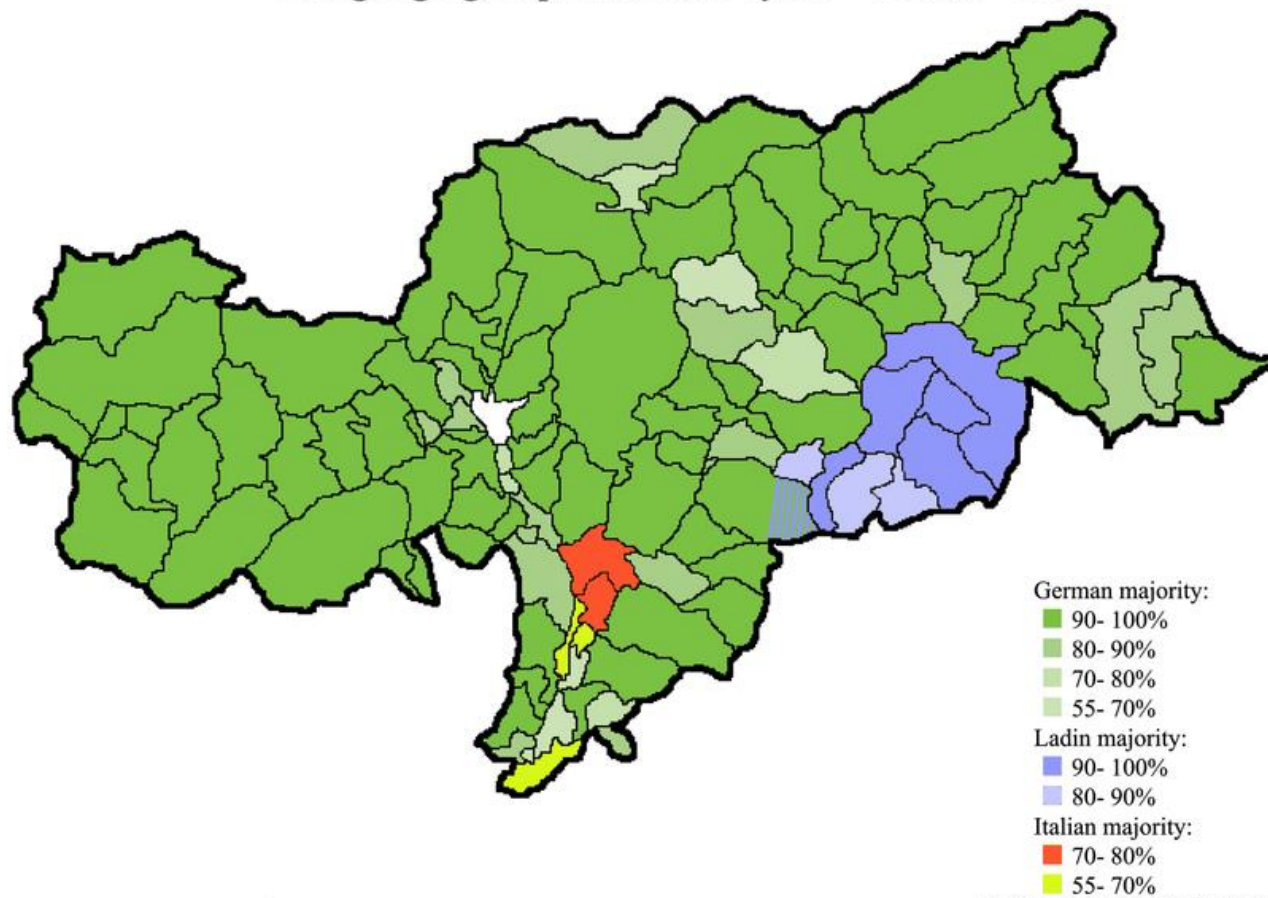 German majority:
90- 100%
80- 90%
70- 80%
55- 70%
Ladin majority:
90- 100%
80- 90%
Italian majority:
70- 80%
55- 70%